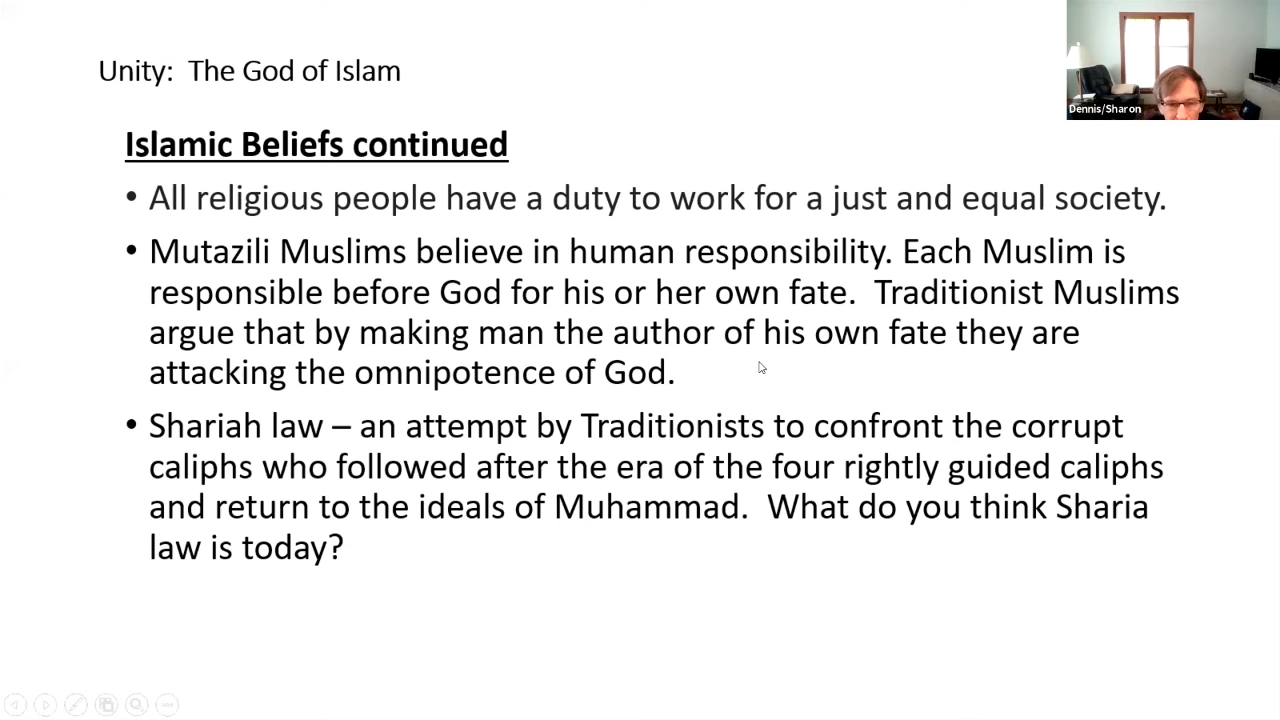 Unity:  The God of Islam
Dennis/Sharon
Islamic Beliefs continued
• All religious people have a duty to work for a just and equal society.
• Mutazili Muslims believe in human responsibility. Each Muslim is
responsible before God for his or her own fate.  Traditionist Muslims
argue that by making man the author of his own fate they are
attacking the omnipotence of God.
• Shariah law – an attempt by Traditionists to confront the corrupt
caliphs who followed after the era of the four rightly guided caliphs
and return to the ideals of Muhammad.  What do you think Sharia
law is today?